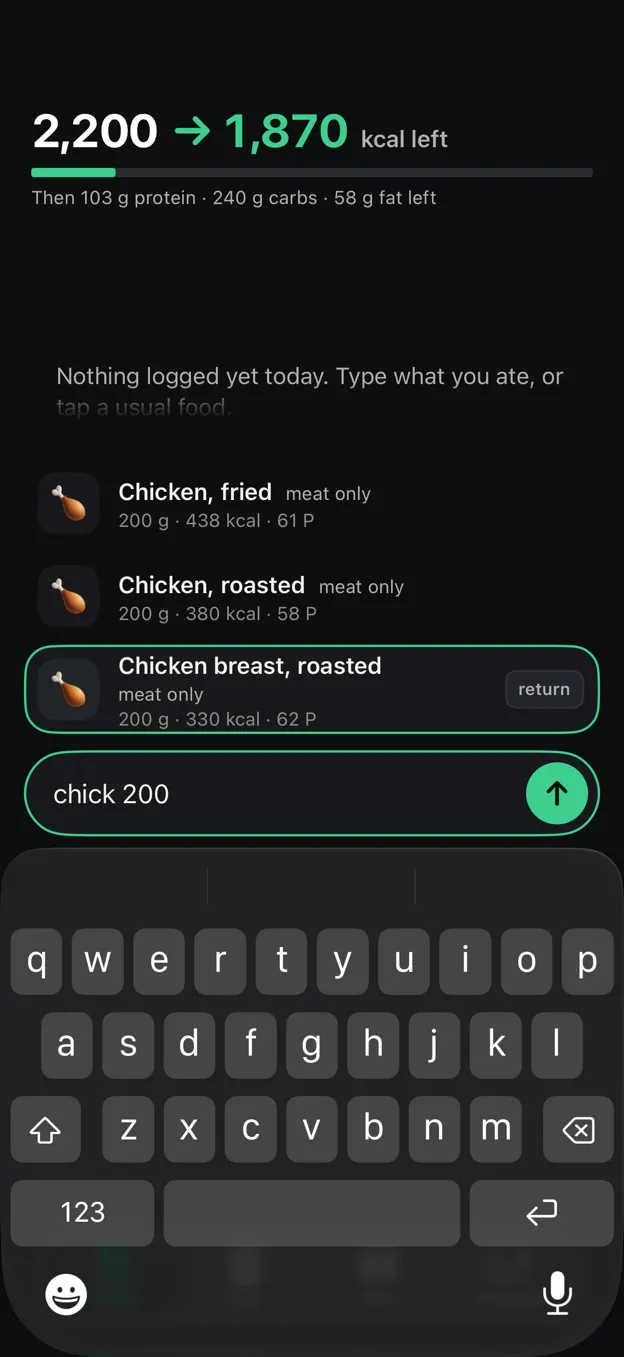 2,200 → 1,870 kcal left
Then 103 g protein · 240 g carbs · 58 g fat left
Nothing logged yet today. Type what you ate, or
tap a usual food.
Chicken, fried meat only
200 g · 438 kcal · 61 P
Chicken, roasted meat only
200 g · 380 kcal · 58 P
Chicken breast, roasted
meat only
200 g · 330 kcal · 62 P
return
chick 200
q w e r t y u i o p
a s d f g h j k l
z x c v b n m
123